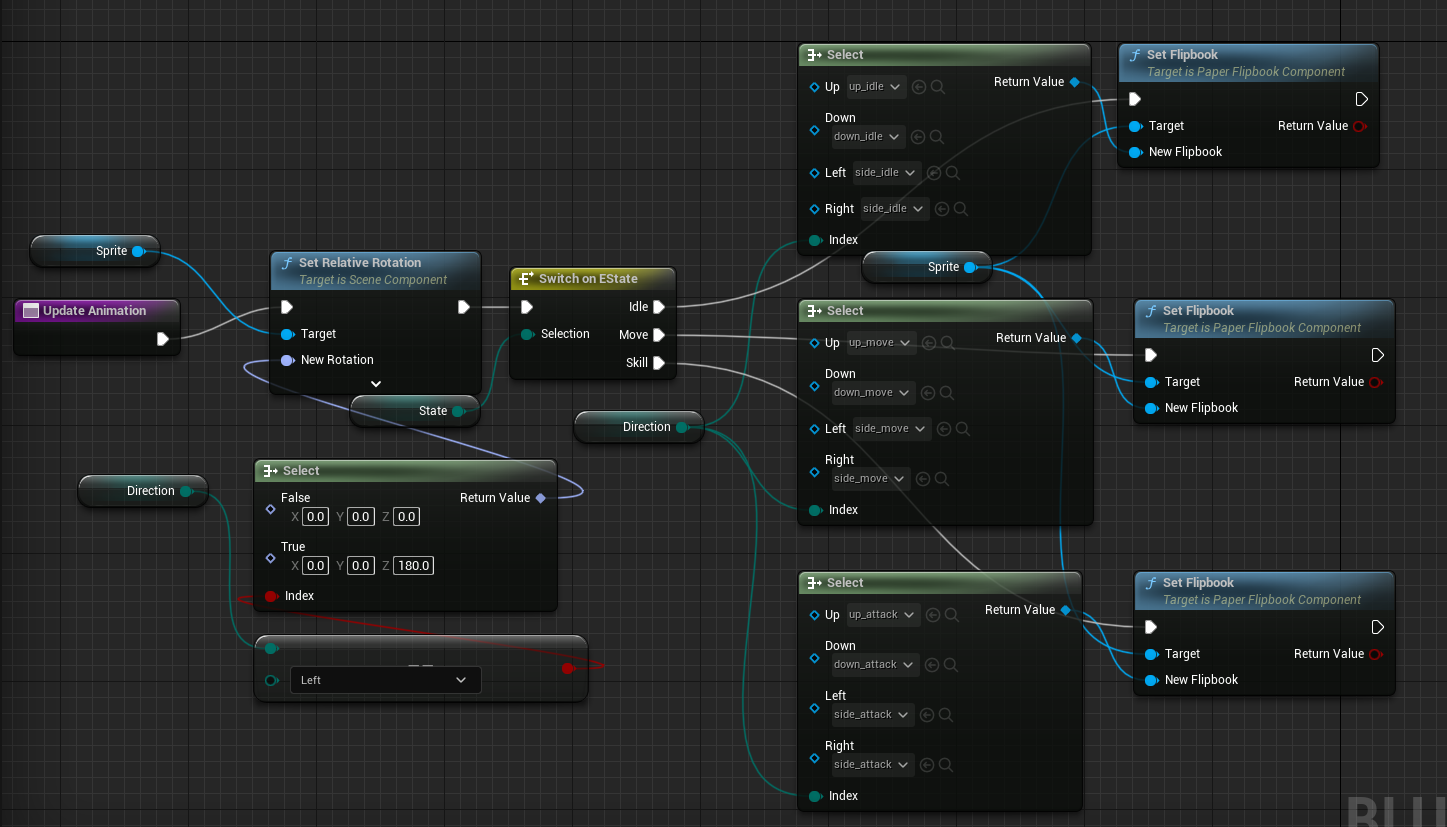 Sprite
Update Animation
Set Relative Rotation
Target is Scene Component
Target
New Rotation
State
Direction
Select
False
Return Value
X 0.0 Y 0.0 Z 0.0
True
X 0.0 Y 0.0 Z 180.0
Index
==
Left
Switch on EState
Idle
Selection
Move
Skill
Direction
Select
Up up_idle
Return Value
Down
down_idle
Left side_idle
Right side_idle
Index
Sprite
Set Flipbook
Target is Paper Flipbook Component
Target
Return Value
New Flipbook
Select
Up up_move
Return Value
Down
down_move
Left side_move
Right
side_move
Index
Set Flipbook
Target is Paper Flipbook Component
Target
Return Value
New Flipbook
Select
Up up_attack
Return Value
Down
down_attack
Left
side_attack
Right
side_attack
Index
Set Flipbook
Target is Paper Flipbook Component
Target
Return Value
New Flipbook